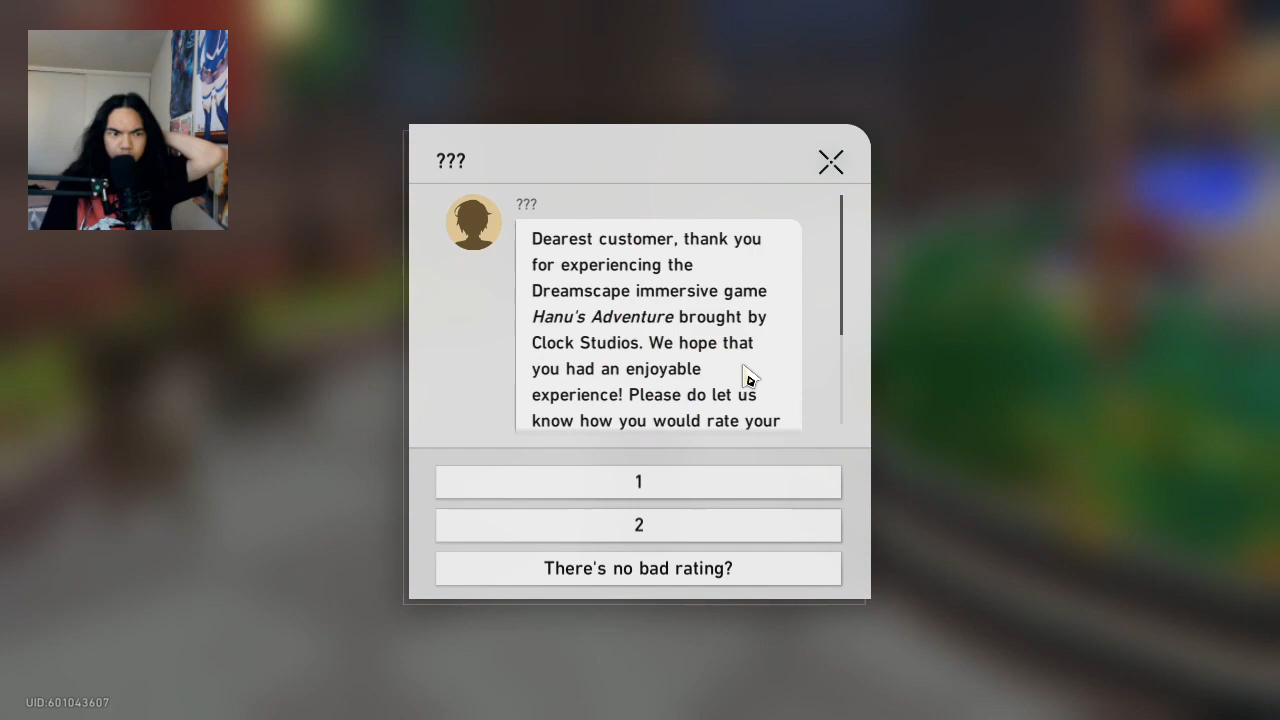 ???
???
Dearest customer, thank you
for experiencing the
Dreamscape immersive game
Hanu's Adventure brought by
Clock Studios. We hope that
you had an enjoyable
experience! Please do let us
know how you would rate your
1
2
There's no bad rating?
UID:601043607